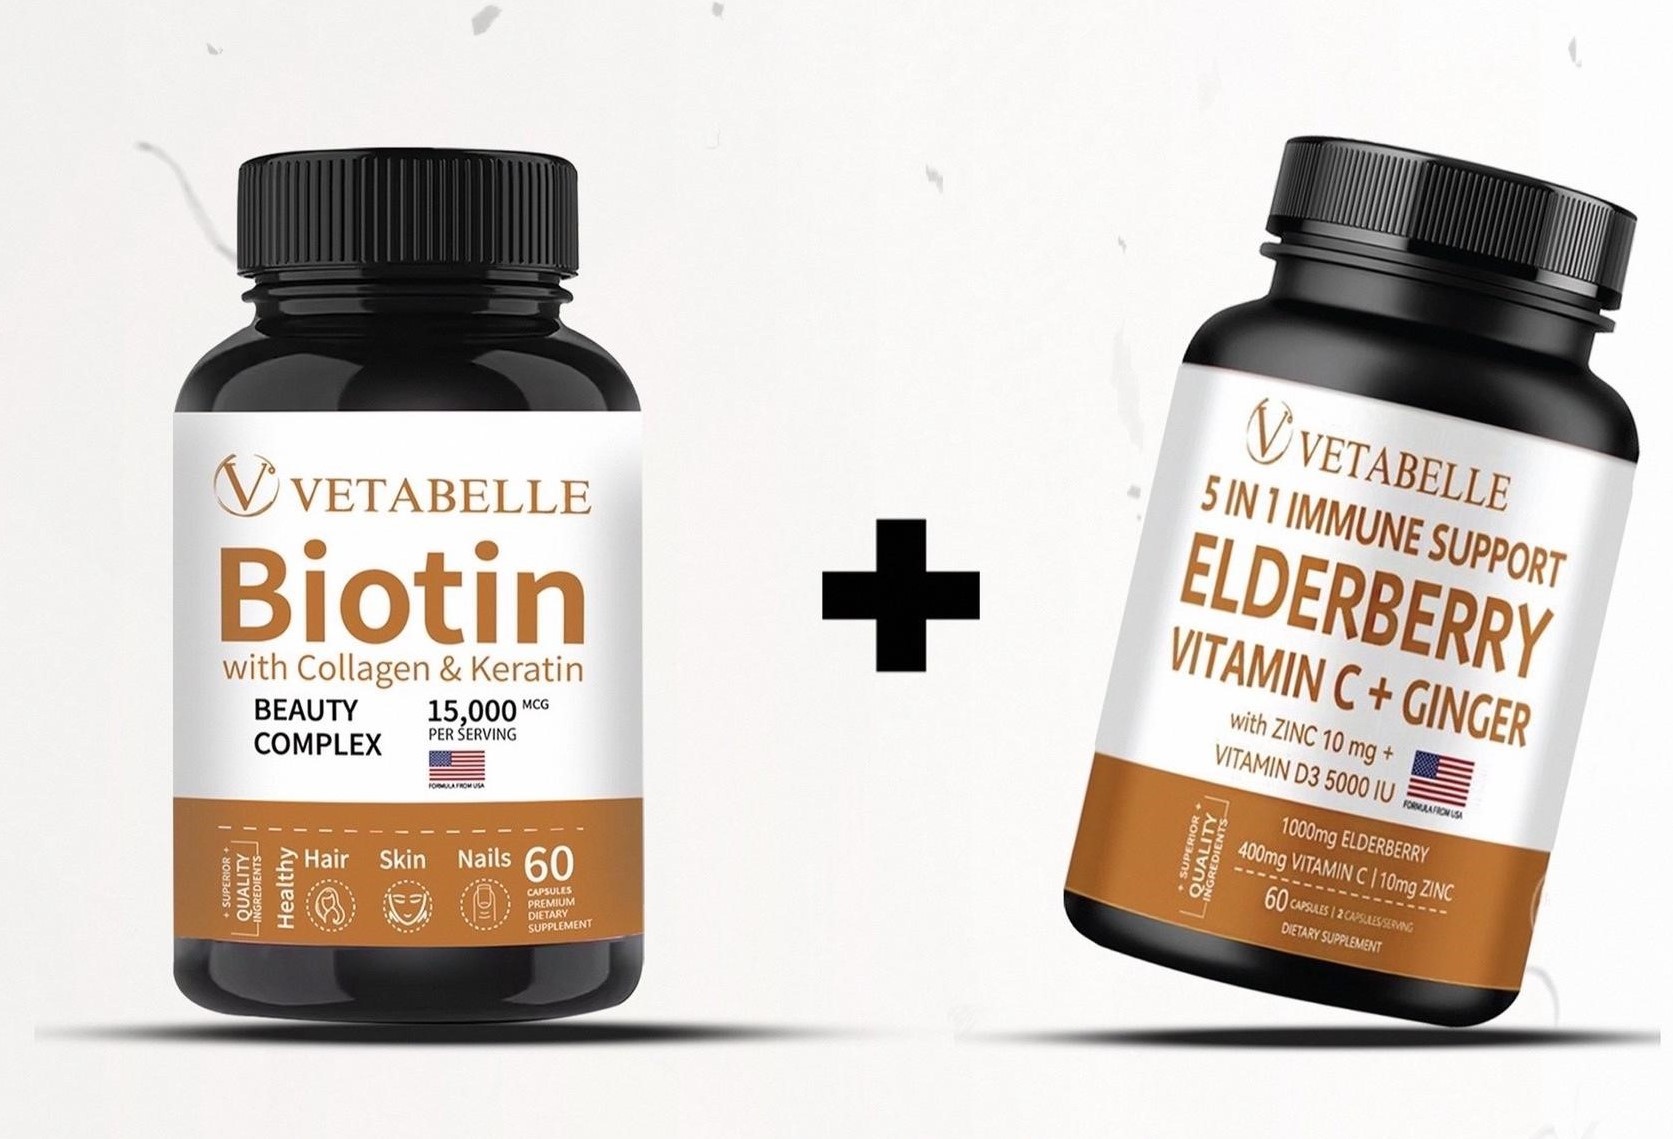 VETABELLE
Biotin
with Collagen & Keratin
BEAUTY
COMPLEX
15,000 MCG
PER SERVING
FORMULA FROM USA
+ SUPERIOR +
QUALITY
INGREDIENTS
Healthy
Hair Skin Nails
60
CAPSULES
PREMIUM
DIETARY
SUPPLEMENT
VETABELLE
5 IN 1 IMMUNE SUPPORT
ELDERBERRY
VITAMIN C + GINGER
with ZINC 10 mg +
VITAMIN D3 5000 IU
FORMULA FROM USA
+ SUPERIOR +
QUALITY
INGREDIENTS
1000mg ELDERBERRY
400mg VITAMIN C | 10mg ZINC
60 CAPSULES | 2 CAPSULES/SERVING
DIETARY SUPPLEMENT